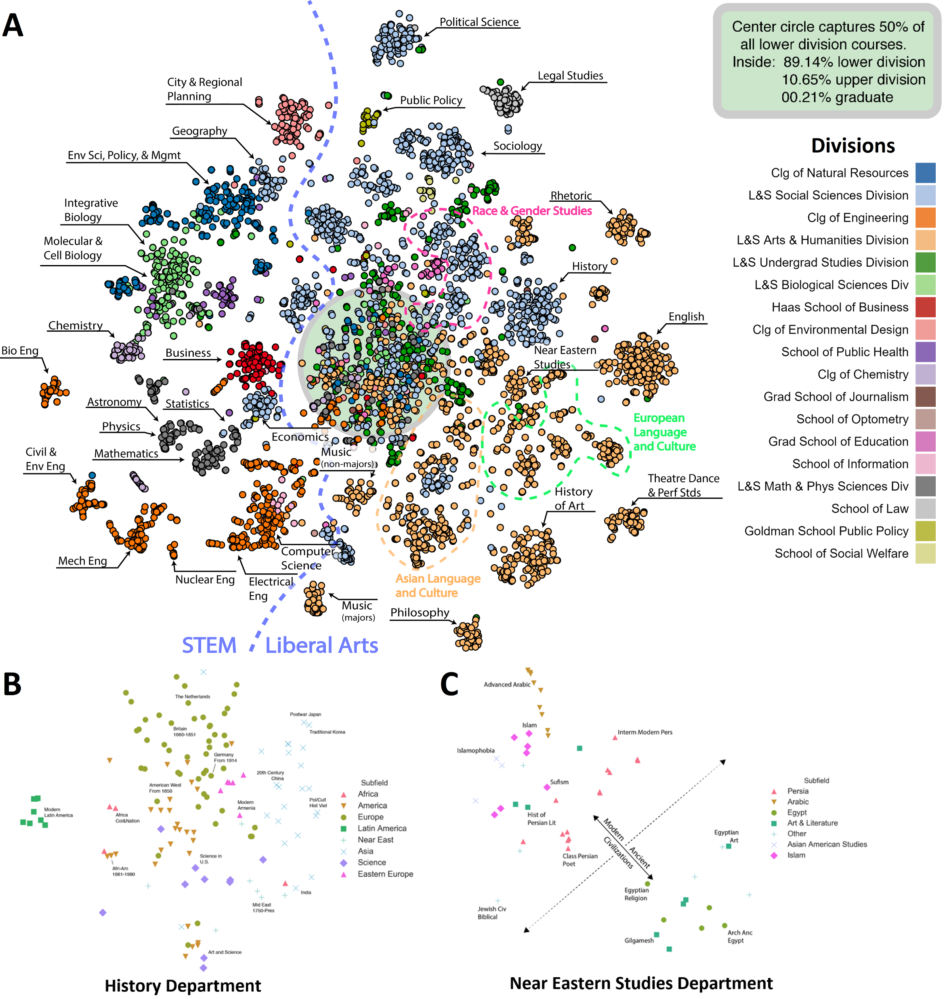 A
Political Science
Center circle captures 50% of
all lower division courses.
Inside: 89.14% lower division
10.65% upper division
00.21% graduate
Legal Studies
City & Regional
Planning
Public Policy
Geography
Sociology
Env Sci, Policy, & Mgmt
Divisions
Clg of Natural Resources
L&S Social Sciences Division
Clg of Engineering
L&S Arts & Humanities Division
L&S Undergrad Studies Division
L&S Biological Sciences Div
Haas School of Business
Clg of Environmental Design
School of Public Health
Clg of Chemistry
Grad School of Journalism
School of Optometry
Grad School of Education
School of Information
L&S Math & Phys Sciences Div
School of Law
Goldman School Public Policy
School of Social Welfare
Rhetoric
Integrative
Biology
Race & Gender Studies
Molecular &
Cell Biology
History
English
Chemistry
Bio Eng
Business
Near Eastern
Studies
Astronomy
Statistics
Physics
Economics
European
Language
and Culture
Mathematics
Civil &
Env Eng
Music
(non-majors)
Theatre Dance
& Perf Stds
History
of Art
Computer
Science
Mech Eng
Nuclear Eng
Electrical
Eng
Asian Language
and Culture
Music
(majors)
Philosophy
STEM
Liberal Arts
B
The Netherlands
Postwar Japan
Traditional Korea
Britain
1660-1851
Germany
From 1914
20th Century
China
American West
From 1850
Modern
Latin America
Africa
Col&Nation
Modern
Armenia
Pol/Cult
Hist Viet
Science in
U.S.
Afri-Am
1861-1980
India
Mid East
1750-Pres
Art and Science
Subfield
Africa
America
Europe
Latin America
Near East
Asia
Science
Eastern Europe
History Department
C
Advanced Arabic
Islam
Interm Modern Pers
Islamophobia
Sufism
Hist of
Persian Lit
Modern
Ancient
Civilizations
Class Persian
Poet
Egyptian
Art
Egyptian
Religion
Jewish Civ
Biblical
Gilgamesh
Arch Anc
Egypt
Subfield
Persia
Arabic
Egypt
Art & Literature
Other
Asian American Studies
Islam
Near Eastern Studies Department